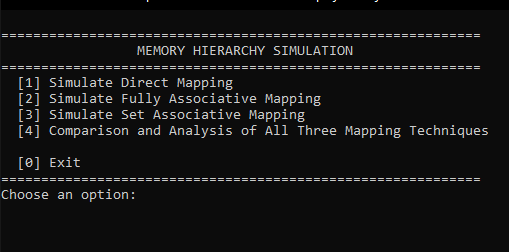 ============================================================
MEMORY HIERARCHY SIMULATION
============================================================
[1] Simulate Direct Mapping
[2] Simulate Fully Associative Mapping
[3] Simulate Set Associative Mapping
[4] Comparison and Analysis of All Three Mapping Techniques
[0] Exit
============================================================
Choose an option: